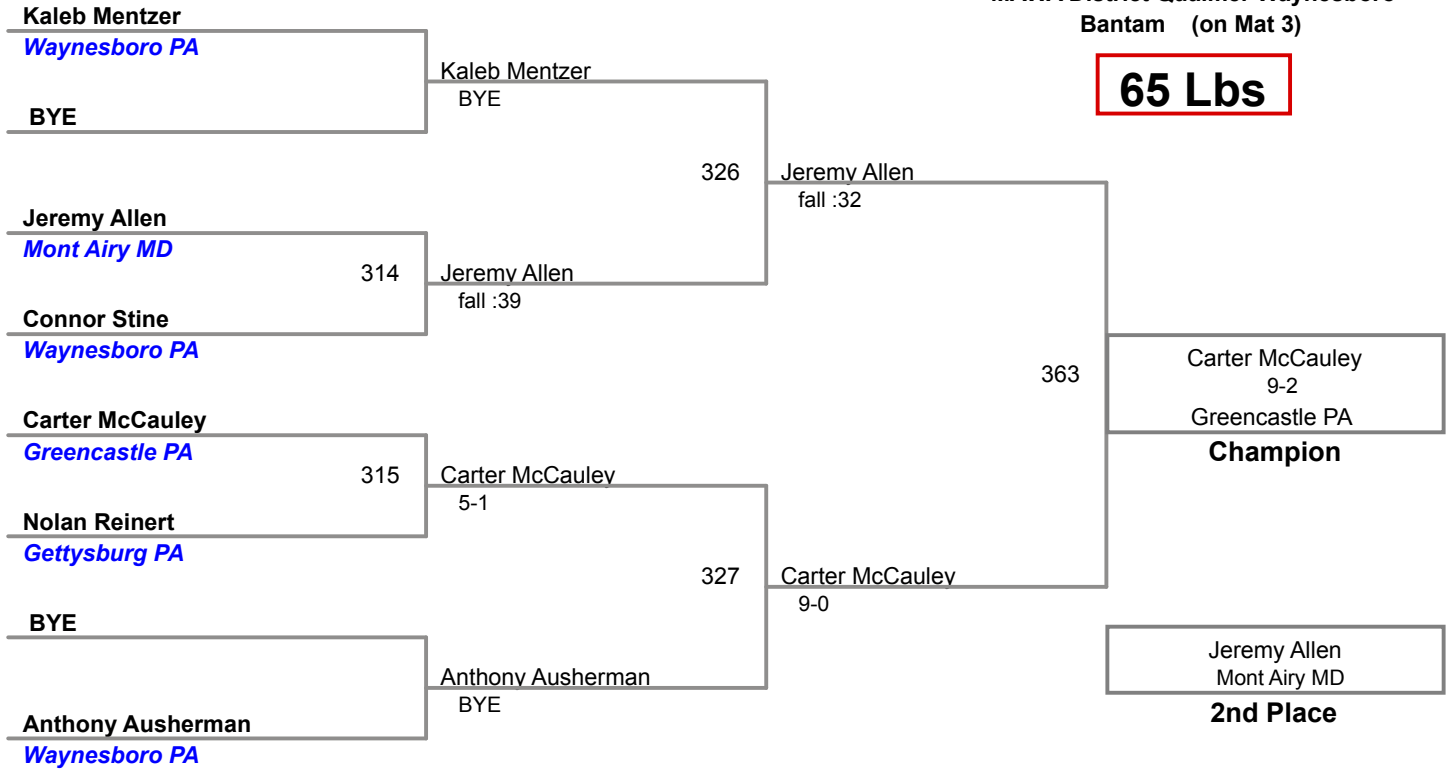 Kaleb Mentzer
Waynesboro PA
BYE
Jeremy Allen
Mont Airy MD
Connor Stine
Waynesboro PA
Carter McCauley
Greencastle PA
Nolan Reinert
Gettysburg PA
BYE
Anthony Ausherman
Waynesboro PA
314
315
Kaleb Mentzer
BYE
Jeremy Allen
fall :39
Carter McCauley
5-1
Anthony Ausherman
BYE
326
327
Jeremy Allen
fall :32
Carter McCauley
9-0
363
District Qualifier Waynesboro
Bantam (on Mat 3)
65 Lbs
Carter McCauley
9-2
Greencastle PA
Champion
Jeremy Allen
Mont Airy MD
2nd Place